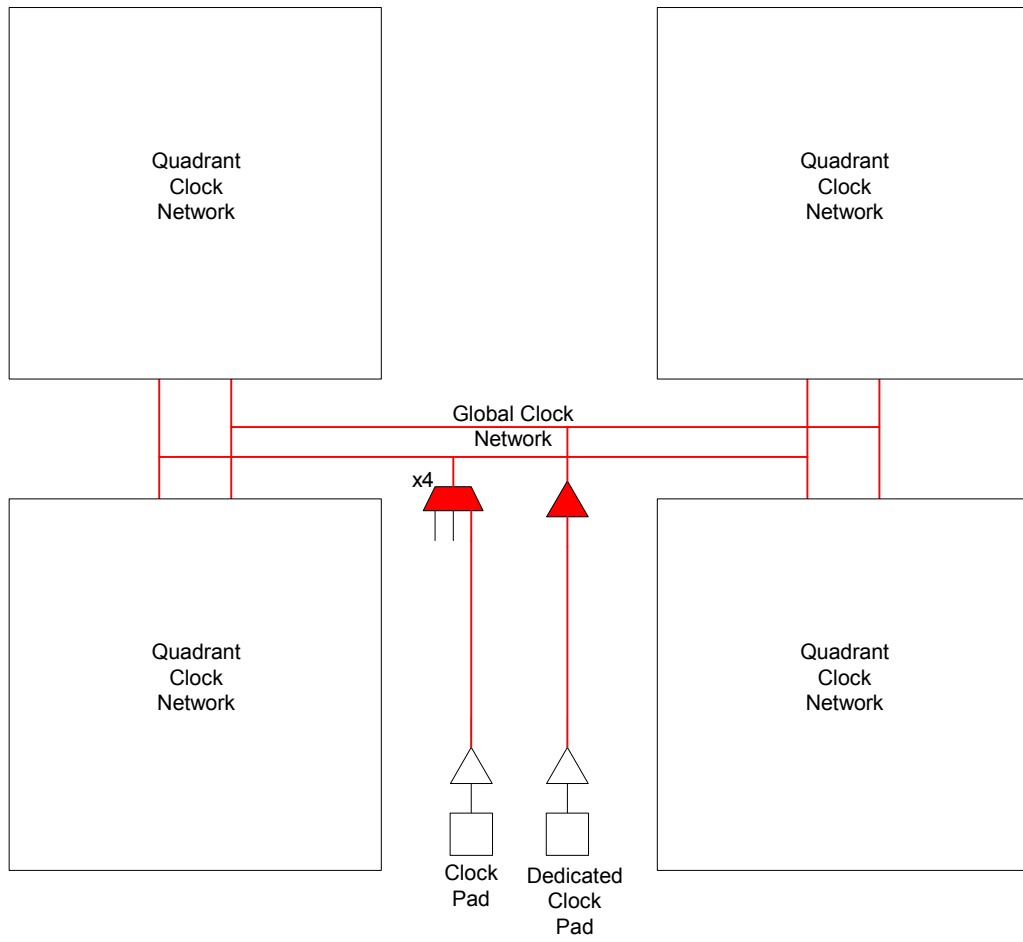 Quadrant
Clock
Network
Quadrant
Clock
Network
Global Clock
Network
x4
Quadrant
Clock
Network
Quadrant
Clock
Network
Clock
Pad
Dedicated
Clock
Pad